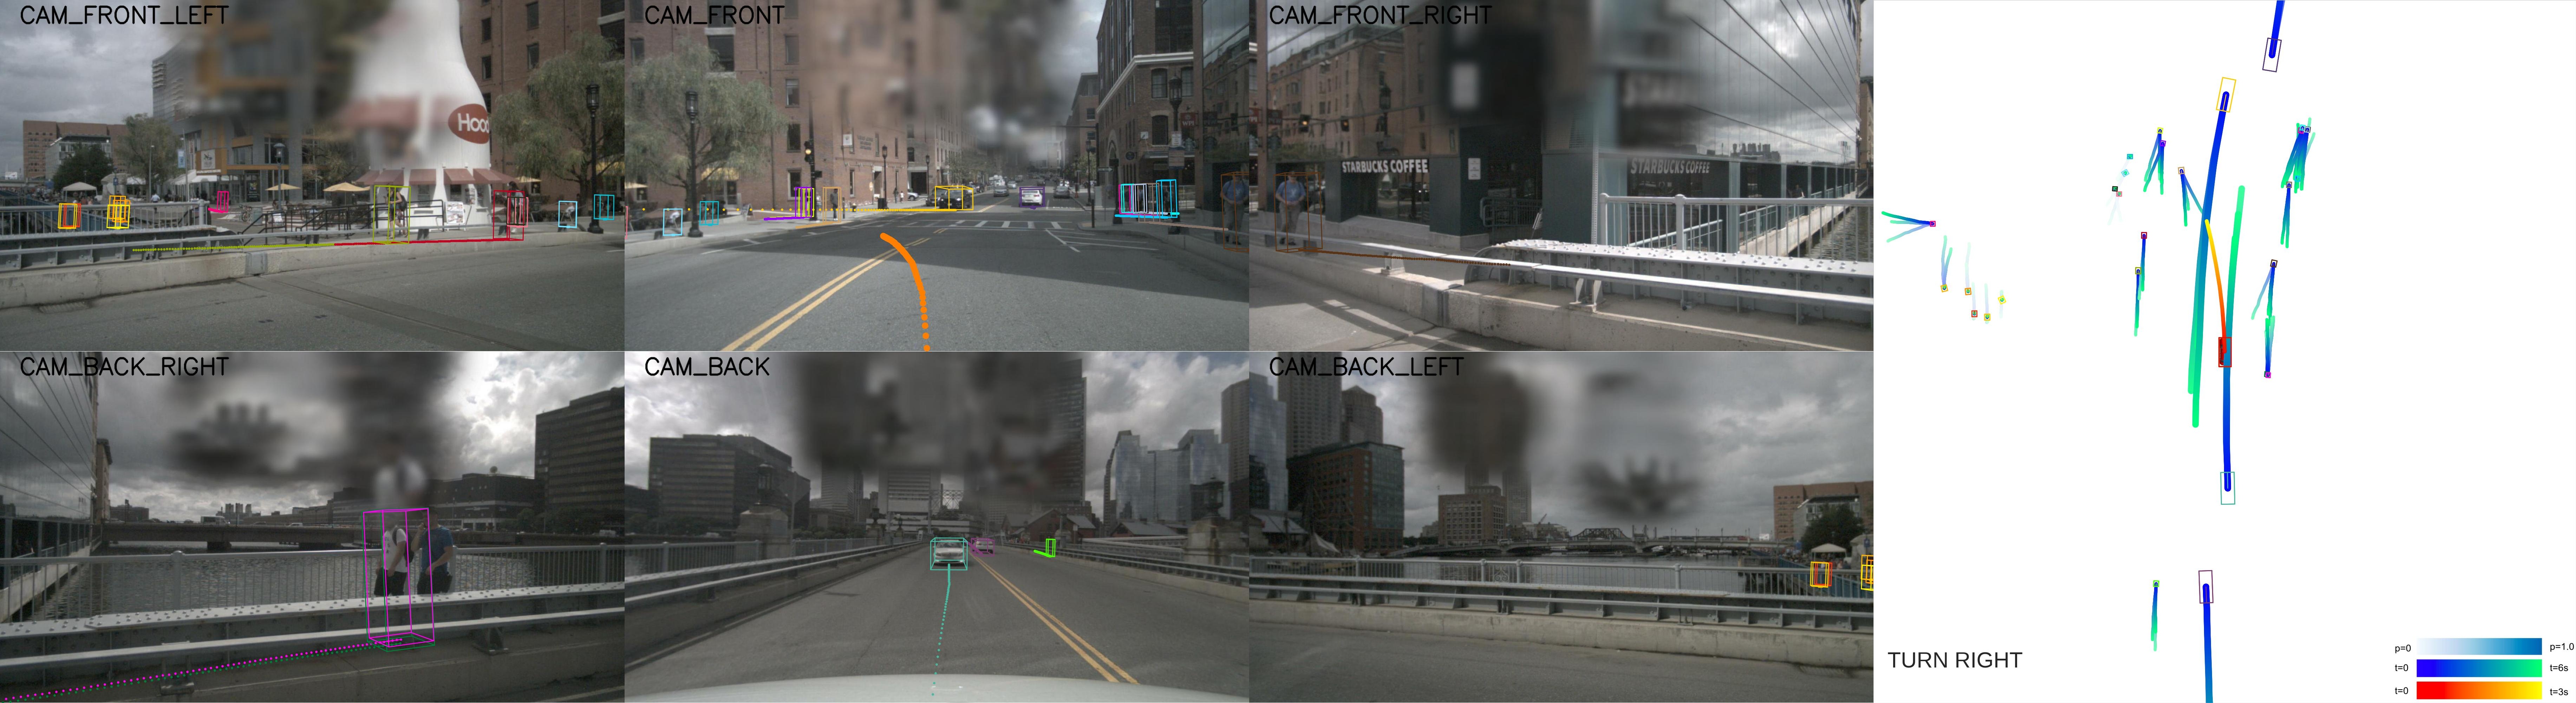 CAM_FRONT_LEFT
CAM_FRONT
CAM_FRONT_RIGHT
Hood
STARBUCKS COFFEE
STARBUCKS COFFEE
CAM_BACK_RIGHT
CAM_BACK
CAM_BACK_LEFT
TURN RIGHT
p=0
p=1.0
t=0
t=6s
t=0
t=3s